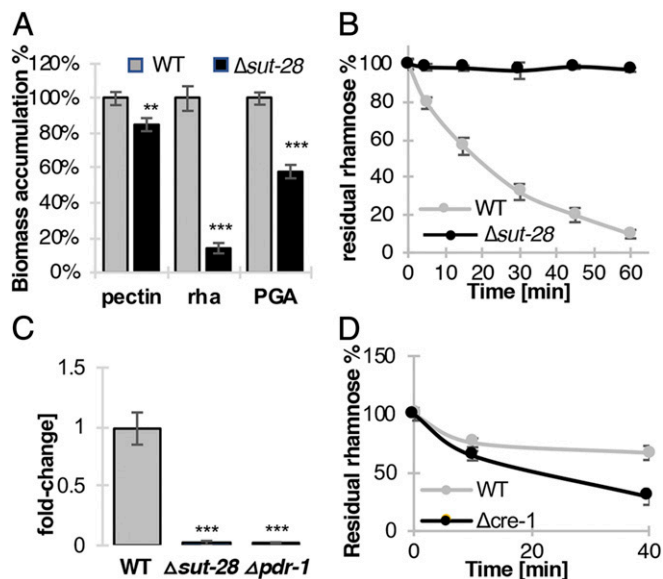 A
WT Δsut-28
Biomass accumulation %
120%
100%
80%
60%
40%
20%
0%
** *** ***
pectin rha PGA
B
residual rhamnose %
100
80
60
40
20
0
WT
Δsut-28
0 10 20 30 40 50 60
Time [min]
C
fold-change]
1.5
1
0.5
0
*** ***
WT Δsut-28 Δpdr-1
D
Residual rhamnose %
150
100
50
0
WT
Δcre-1
0 20 40
Time [min]